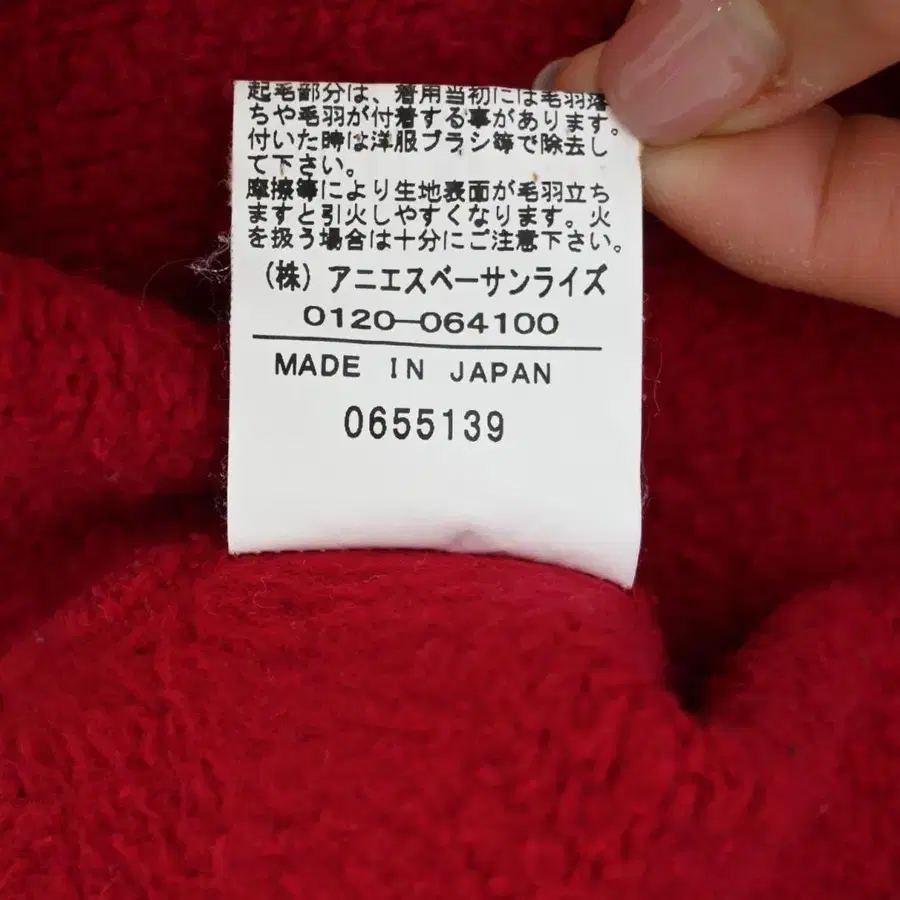 起毛部分は、着用当初には毛羽落
ちや毛羽が付着する事があります。
付いた時は洋服ブラシ等で除去し
て下さい。
摩擦等により生地表面が毛羽立ち
ますと引火しやすくなります。火
を扱う場合は十分にご注意下さい。
(株)アニエスベーサンライズ
0120-064100
MADE IN JAPAN
0655139